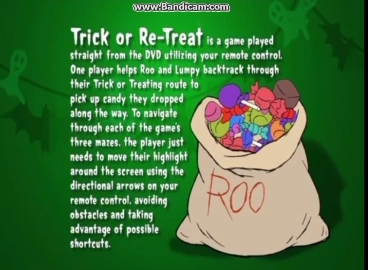 www.Bandicam.com
Trick or Re-Treat is a game played
straight from the DVD utilizing your remote control.
One player helps Roo and Lumpy backtrack through
their Trick or Treating route to
pick up candy they dropped
along the way. To navigate
through each of the game's
three mazes, the player just
needs to move their highlight
around the screen using the
directional arrows on your
remote control, avoiding
obstacles and taking
advantage of possible
shortcuts.
ROO